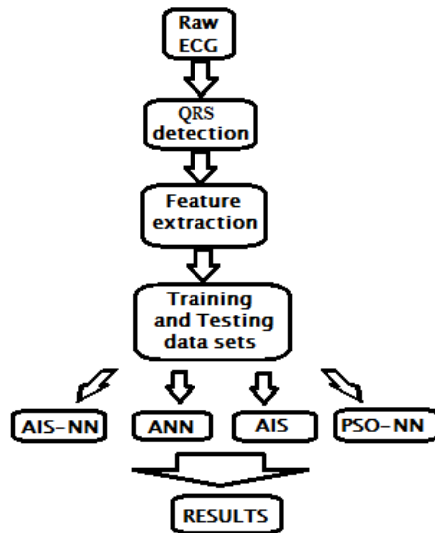 Raw
ECG
QRS
detection
Feature
extraction
Training
and Testing
data sets
AIS-NN
ANN
AIS
PSO-NN
RESULTS